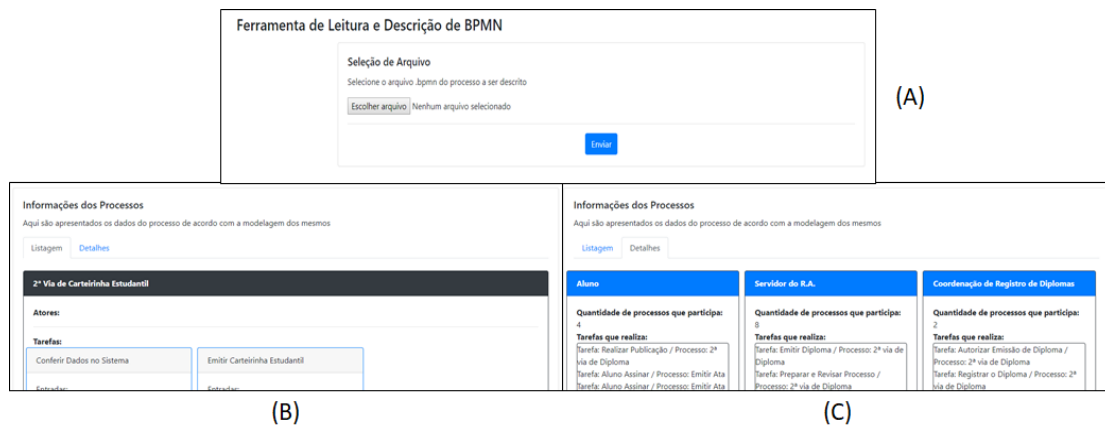 Ferramenta de Leitura e Descrição de BPMN
Seleção de Arquivo
Selecione o arquivo .bpmn do processo a ser descrito
Escolher arquivo Nenhum arquivo selecionado
Enviar
(A)
Informações dos Processos
Aqui são apresentados os dados do processo de acordo com a modelagem dos mesmos
Listagem Detalhes
2ª Via de Carteirinha Estudantil
Atores:
Tarefas:
Conferir Dados no Sistema
Entradas:
Emitir Carteirinha Estudantil
Entradas:
(B)
Informações dos Processos
Aqui são apresentados os dados do processo de acordo com a modelagem dos mesmos
Listagem Detalhes
Aluno
Quantidade de processos que participa:
4
Tarefas que realiza:
Tarefa: Realizar Publicação / Processo: 2ª
via de Diploma
Tarefa: Aluno Assinar / Processo: Emitir Ata
Tarefa: Aluno Assinar / Processo: Emitir Ata
Servidor do R.A.
Quantidade de processos que participa:
8
Tarefas que realiza:
Tarefa: Emitir Diploma / Processo: 2ª via de
Diploma
Tarefa: Preparar e Revisar Processo /
Processo: 2ª via de Diploma
Coordenação de Registro de Diplomas
Quantidade de processos que participa:
2
Tarefas que realiza:
Tarefa: Autorizar Emissão de Diploma /
Processo: 2ª via de Diploma
Tarefa: Registrar o Diploma / Processo: 2ª
via de Diploma
(C)